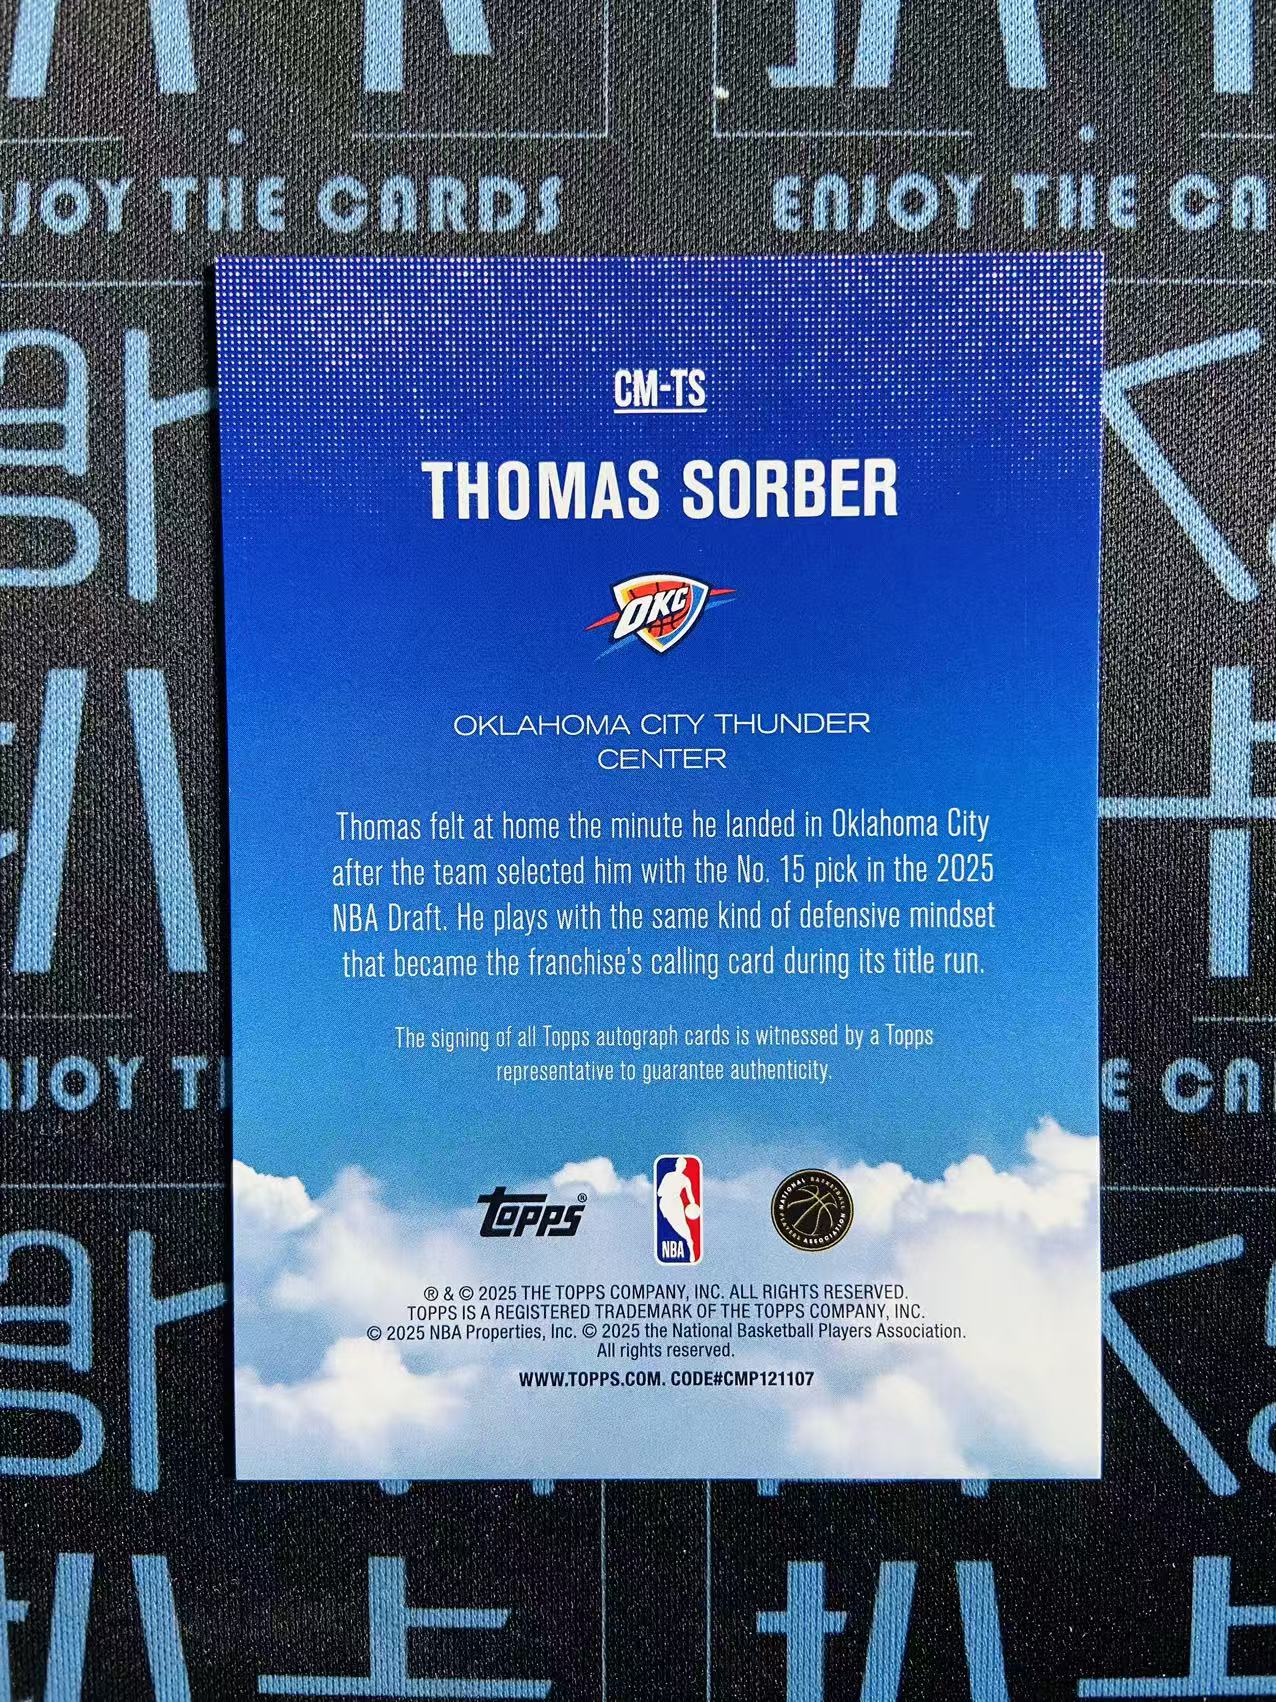 ENJOY THE CARDS
CM-TS
THOMAS SORBER
OKC
OKLAHOMA CITY THUNDER
CENTER
Thomas felt at home the minute he landed in Oklahoma City
after the team selected him with the No. 15 pick in the 2025
NBA Draft. He plays with the same kind of defensive mindset
that became the franchise's calling card during its title run.
The signing of all Topps autograph cards is witnessed by a Topps
representative to guarantee authenticity.
topps®
NBA
NATIONAL BASKETBALL
PLAYERS ASSOCIATION
® & © 2025 THE TOPPS COMPANY, INC. ALL RIGHTS RESERVED.
TOPPS IS A REGISTERED TRADEMARK OF THE TOPPS COMPANY, INC.
© 2025 NBA Properties, Inc. © 2025 the National Basketball Players Association.
All rights reserved.
WWW.TOPPS.COM. CODE#CMP121107